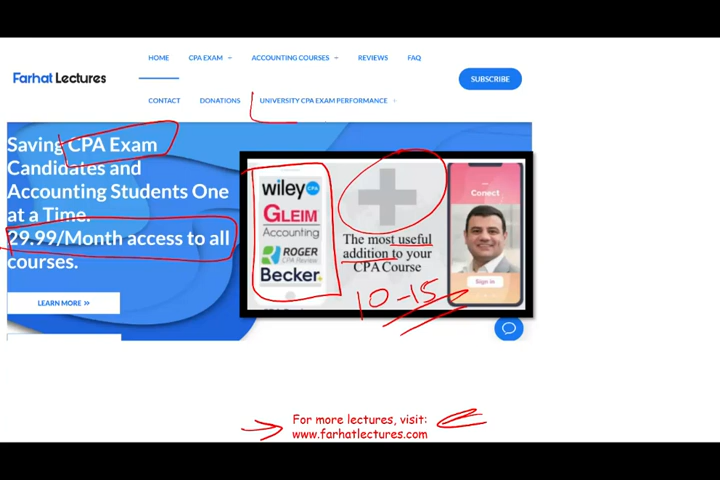 HOME
CPA EXAM
ACCOUNTING COURSES
REVIEWS
FAQ
Farhat Lectures
SUBSCRIBE
CONTACT
DONATIONS
UNIVERSITY CPA EXAM PERFORMANCE
Saving CPA Exam
Candidates and
Accounting Students One
at a Time.
29.99/Month access to all
courses.
LEARN MORE »
wiley CPA
GLEIM
Accounting
ROGER
CPA Review
Becker.
The most useful
addition to your
CPA Course
10-15
Conect
Sign in
For more lectures, visit:
www.farhatlectures.com